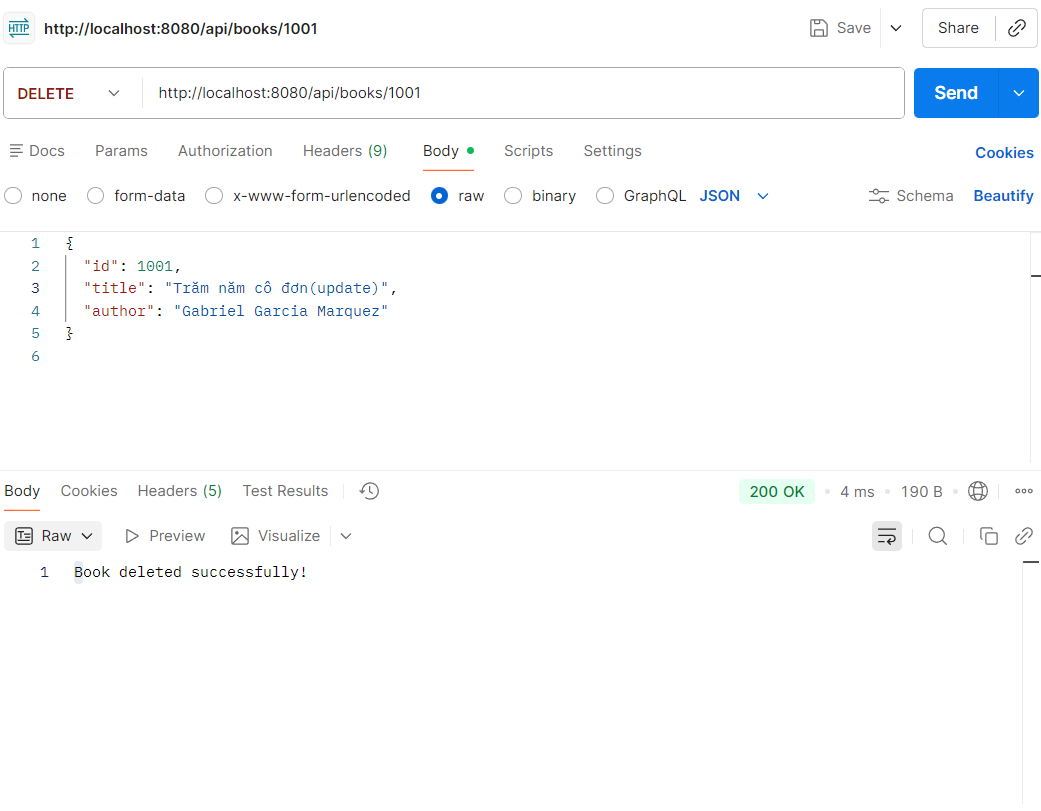 HTTP http://localhost:8080/api/books/1001 Save Share
DELETE http://localhost:8080/api/books/1001 Send
Docs Params Authorization Headers (9) Body Scripts Settings Cookies
none form-data x-www-form-urlencoded raw binary GraphQL JSON Schema Beautify
1 {
2 "id": 1001,
3 "title": "Trăm năm cô đơn(update)",
4 "author": "Gabriel Garcia Marquez"
5 }
6
Body Cookies Headers (5) Test Results 200 OK • 4 ms • 190 B •
Raw Preview Visualize
1 Book deleted successfully!